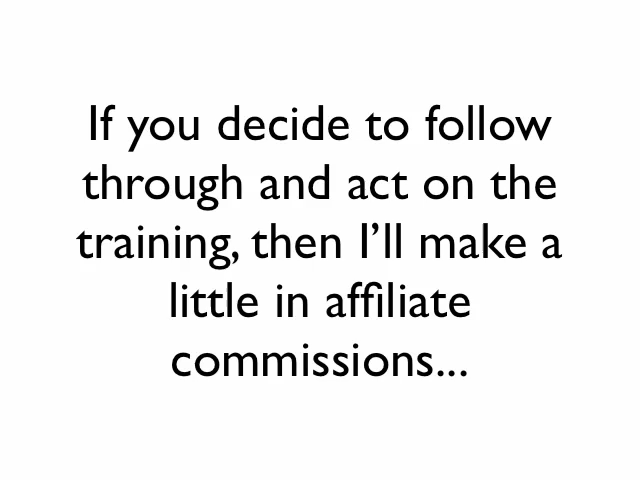 If you decide to follow
through and act on the
training, then I’ll make a
little in affiliate
commissions...